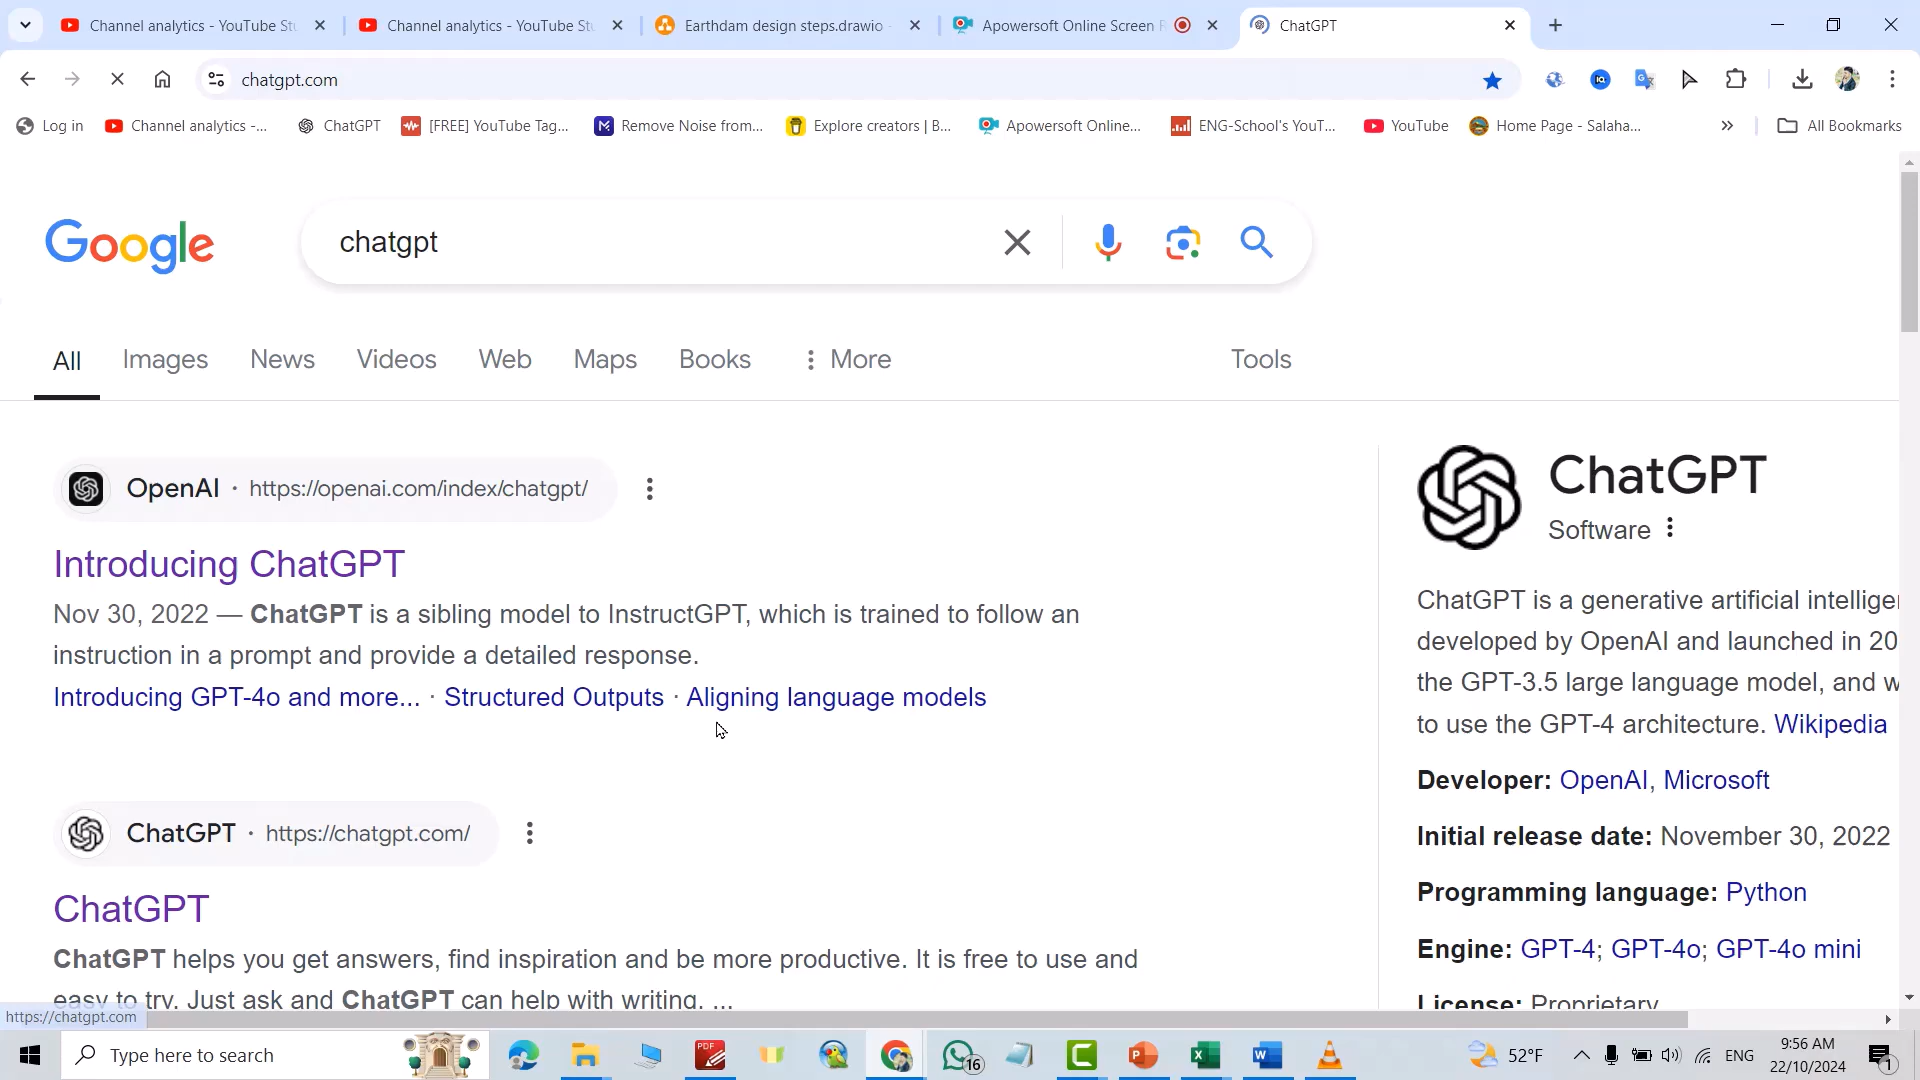 Channel analytics - YouTube Stu
Channel analytics - YouTube Stu
Earthdam design steps.drawio -
Apowersoft Online Screen R
ChatGPT
chatgpt.com
Log in
Channel analytics -...
ChatGPT
[FREE] YouTube Tag...
Remove Noise from...
Explore creators | B...
Apowersoft Online...
ENG-School's YouT...
YouTube
Home Page - Salaha...
All Bookmarks
Google
chatgpt
All
Images
News
Videos
Web
Maps
Books
More
Tools
OpenAI · https://openai.com/index/chatgpt/
Introducing ChatGPT
Nov 30, 2022 — ChatGPT is a sibling model to InstructGPT, which is trained to follow an
instruction in a prompt and provide a detailed response.
Introducing GPT-4o and more... · Structured Outputs · Aligning language models
ChatGPT · https://chatgpt.com/
ChatGPT
ChatGPT helps you get answers, find inspiration and be more productive. It is free to use and
easy to try. Just ask and ChatGPT can help with writing, ...
ChatGPT
Software
ChatGPT is a generative artificial intelliger
developed by OpenAI and launched in 20
the GPT-3.5 large language model, and w
to use the GPT-4 architecture. Wikipedia
Developer: OpenAI, Microsoft
Initial release date: November 30, 2022
Programming language: Python
Engine: GPT-4; GPT-4o; GPT-4o mini
License: Proprietary
https://chatgpt.com
Type here to search
PDF
16
52°F
ENG
9:56 AM
22/10/2024
1